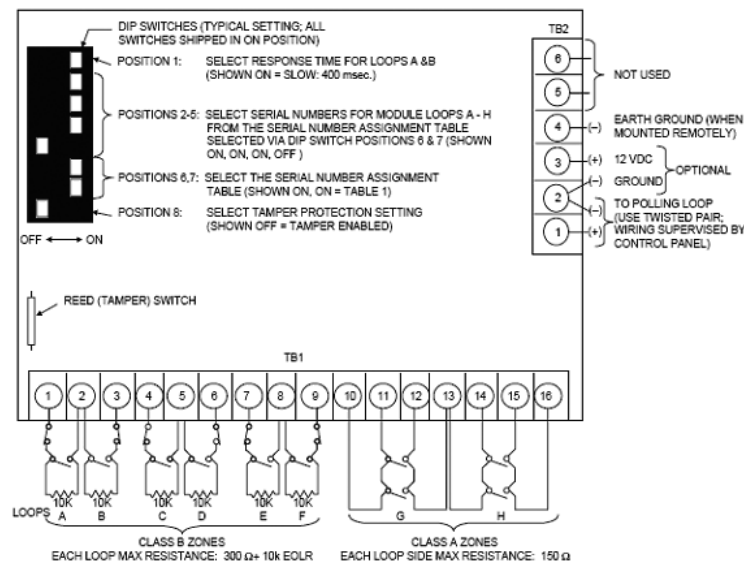 DIP SWITCHES (TYPICAL SETTING; ALL
SWITCHES SHIPPED IN ON POSITION)
POSITION 1: SELECT RESPONSE TIME FOR LOOPS A &B
(SHOWN ON = SLOW: 400 msec.)
POSITIONS 2-5: SELECT SERIAL NUMBERS FOR MODULE LOOPS A - H
FROM THE SERIAL NUMBER ASSIGNMENT TABLE
SELECTED VIA DIP SWITCH POSITIONS 6 & 7 (SHOWN
ON, ON, ON, OFF )
POSITIONS 6,7: SELECT THE SERIAL NUMBER ASSIGNMENT
TABLE (SHOWN ON, ON = TABLE 1)
POSITION 8: SELECT TAMPER PROTECTION SETTING
(SHOWN OFF = TAMPER ENABLED)
OFF ON
REED (TAMPER) SWITCH
TB2
6
5
NOT USED
4 (–) EARTH GROUND (WHEN
MOUNTED REMOTELY)
3 (+) 12 VDC
(–) GROUND
OPTIONAL
2 (–) TO POLLING LOOP
(USE TWISTED PAIR;
1 (+) WIRING SUPERVISED BY
CONTROL PANEL)
TB1
1 2 3 4 5 6 7 8 9 10 11 12 13 14 15 16
10K 10K 10K 10K 10K 10K
LOOPS A B C D E F G H
CLASS B ZONES
EACH LOOP MAX RESISTANCE: 300 Ω+ 10k EOLR
CLASS A ZONES
EACH LOOP SIDE MAX RESISTANCE: 150 Ω